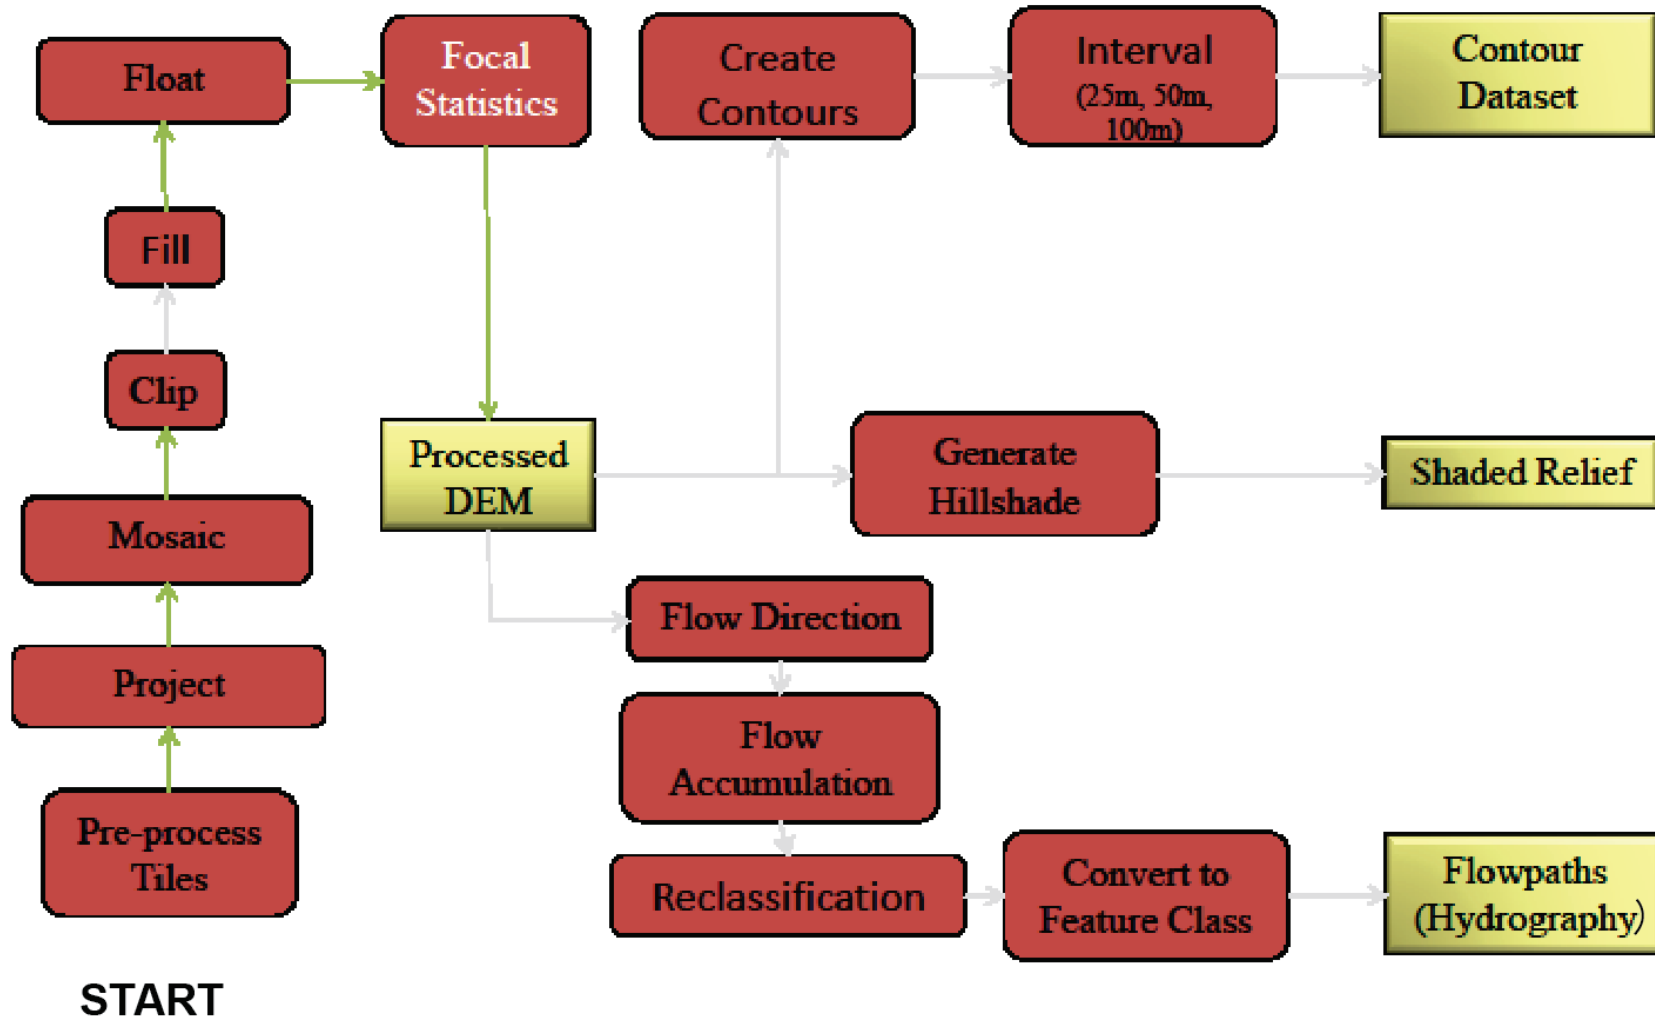 Float
Focal
Statistics
Create
Contours
Interval
(25m, 50m,
100m)
Contour
Dataset
Fill
Clip
Processed
DEM
Generate
Hillshade
Shaded Relief
Mosaic
Flow Direction
Project
Flow
Accumulation
Pre-process
Tiles
Reclassification
Convert to
Feature Class
Flowpaths
(Hydrography)
START